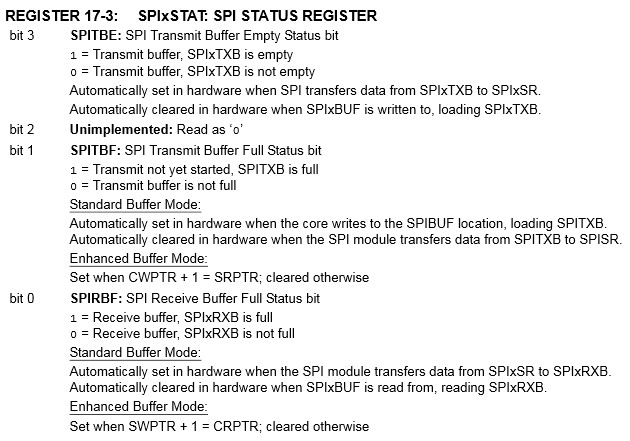 REGISTER 17-3: SPIxSTAT: SPI STATUS REGISTER
bit 3 SPITBE: SPI Transmit Buffer Empty Status bit
1 = Transmit buffer, SPIxTXB is empty
0 = Transmit buffer, SPIxTXB is not empty
Automatically set in hardware when SPI transfers data from SPIxTXB to SPIxSR.
Automatically cleared in hardware when SPIxBUF is written to, loading SPIxTXB.
bit 2 Unimplemented: Read as ‘0’
bit 1 SPITBF: SPI Transmit Buffer Full Status bit
1 = Transmit not yet started, SPITXB is full
0 = Transmit buffer is not full
Standard Buffer Mode:
Automatically set in hardware when the core writes to the SPIBUF location, loading SPITXB.
Automatically cleared in hardware when the SPI module transfers data from SPITXB to SPISR.
Enhanced Buffer Mode:
Set when CWPTR + 1 = SRPTR; cleared otherwise
bit 0 SPIRBF: SPI Receive Buffer Full Status bit
1 = Receive buffer, SPIxRXB is full
0 = Receive buffer, SPIxRXB is not full
Standard Buffer Mode:
Automatically set in hardware when the SPI module transfers data from SPIxSR to SPIxRXB.
Automatically cleared in hardware when SPIxBUF is read from, reading SPIxRXB.
Enhanced Buffer Mode:
Set when SWPTR + 1 = CRPTR; cleared otherwise